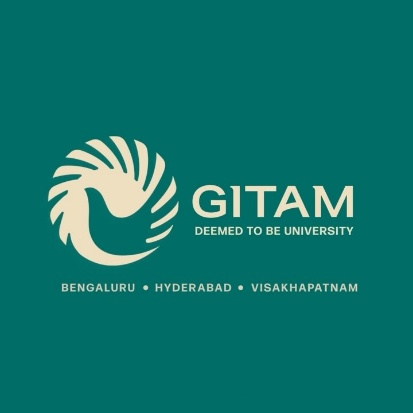 GITAM
DEEMED TO BE UNIVERSITY
BENGALURU • HYDERABAD • VISAKHAPATNAM